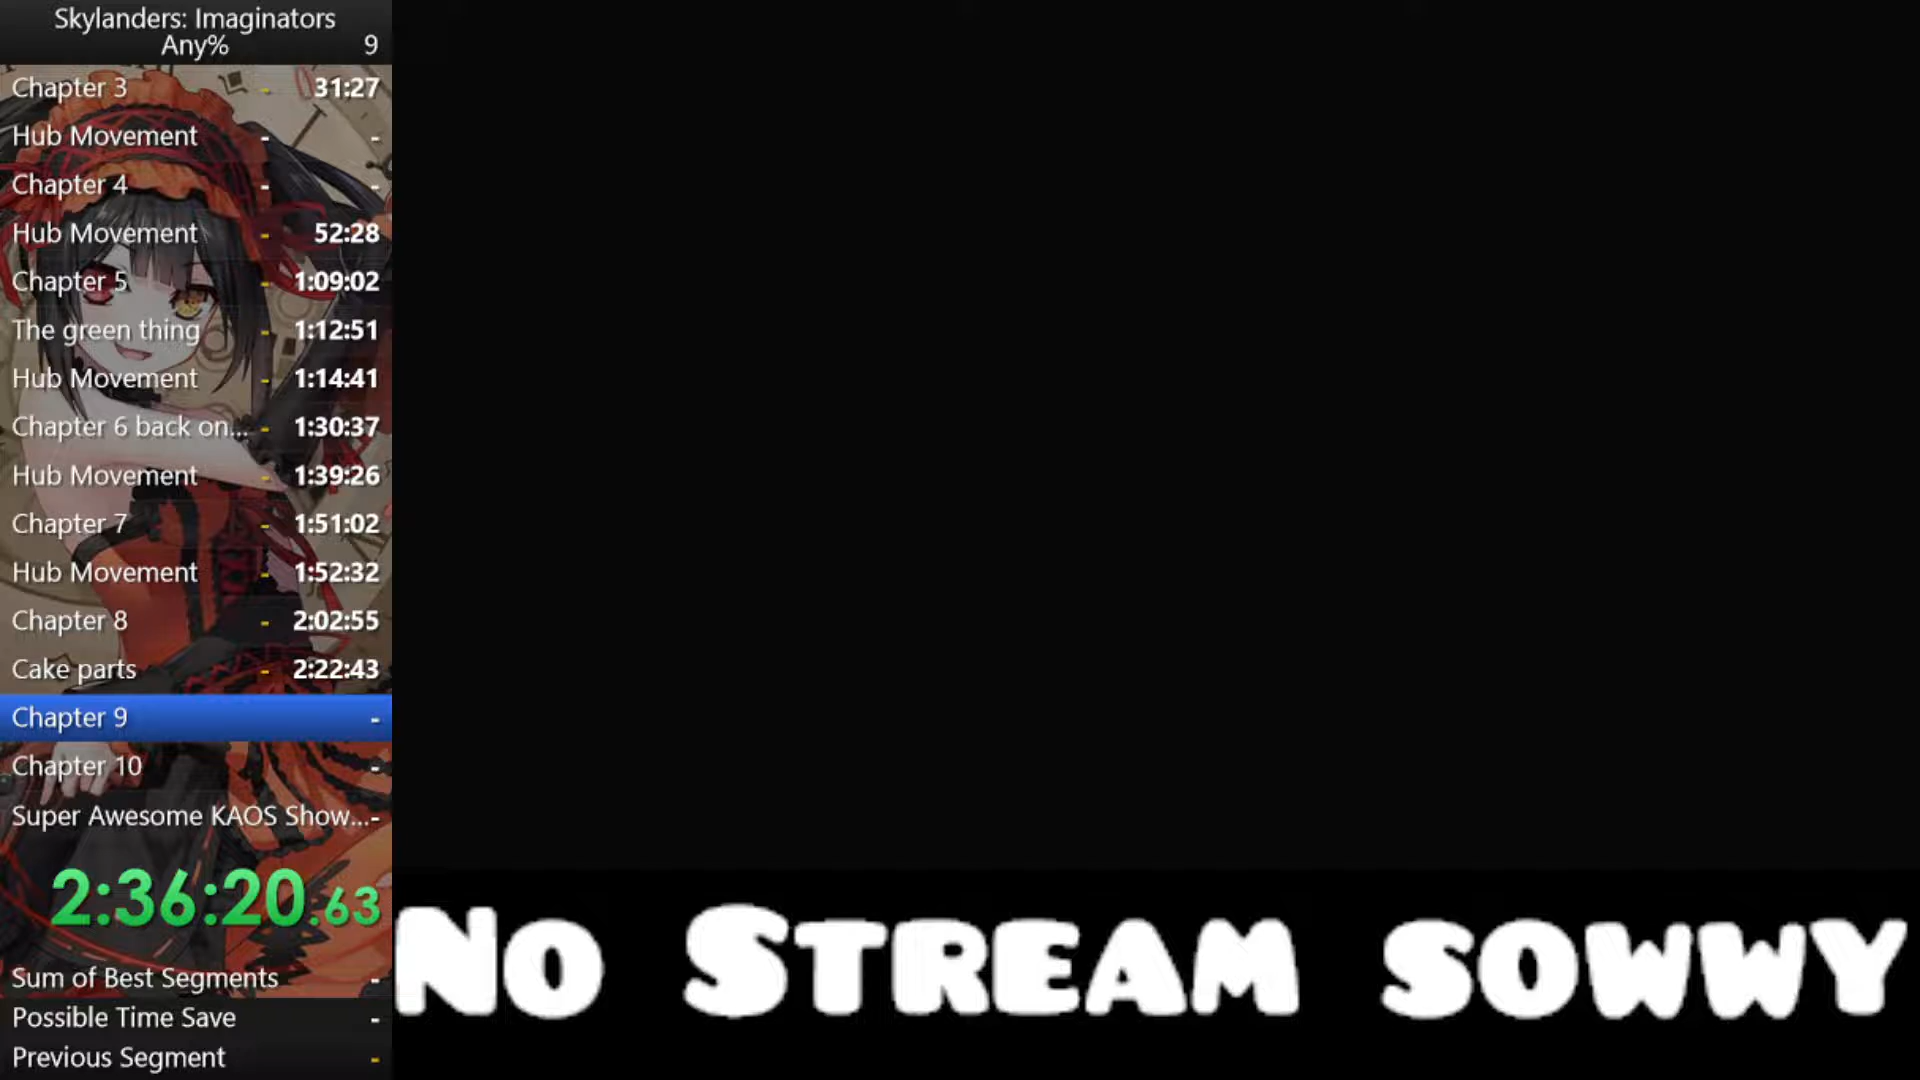 Skylanders: Imaginators
Any% 9
Chapter 3 - 31:27
Hub Movement - -
Chapter 4 - -
Hub Movement - 52:28
Chapter 5 - 1:09:02
The green thing - 1:12:51
Hub Movement - 1:14:41
Chapter 6 back on... - 1:30:37
Hub Movement - 1:39:26
Chapter 7 - 1:51:02
Hub Movement - 1:52:32
Chapter 8 - 2:02:55
Cake parts - 2:22:43
Chapter 9 -
Chapter 10 -
Super Awesome KAOS Show...-
2:36:20.63
No Stream sowwy
Sum of Best Segments -
Possible Time Save -
Previous Segment -